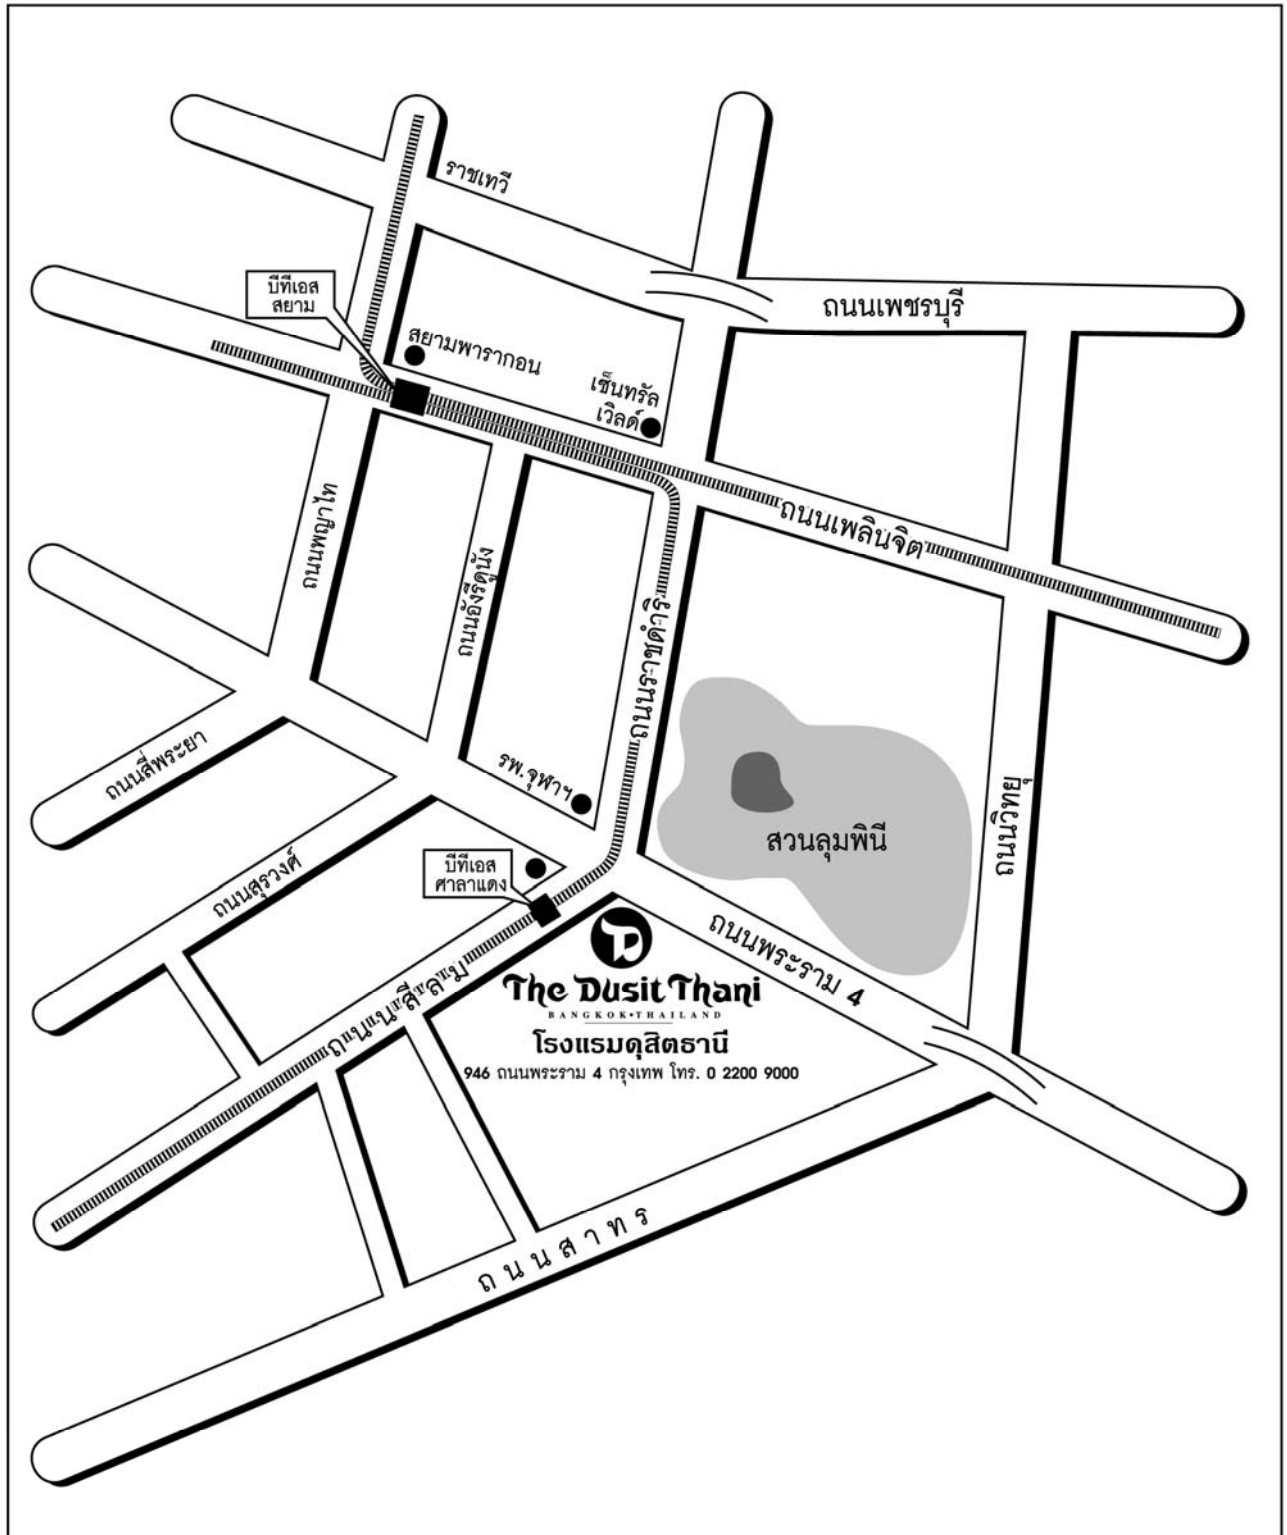 ราชเทวี
บีทีเอส
สยาม
ถนนเพชรบุรี
สยามพารากอน
เซ็นทรัล
เวิลด์
ถนนเพลินจิต
ถนนพญาไท
ถนนอังรีดูนัง
ถนนราชดำริ
ถนนสี่พระยา
รพ.จุฬาฯ
ถนนวิทยุ
สวนลุมพินี
ถนนสุรวงศ์
บีทีเอส
ศาลาแดง
ถนนพระราม 4
ถนนสีลม
The Dusit Thani
BANGKOK•THAILAND
โรงแรมดุสิตธานี
946 ถนนพระราม 4 กรุงเทพ โทร. 0 2200 9000
ถนนสาทร